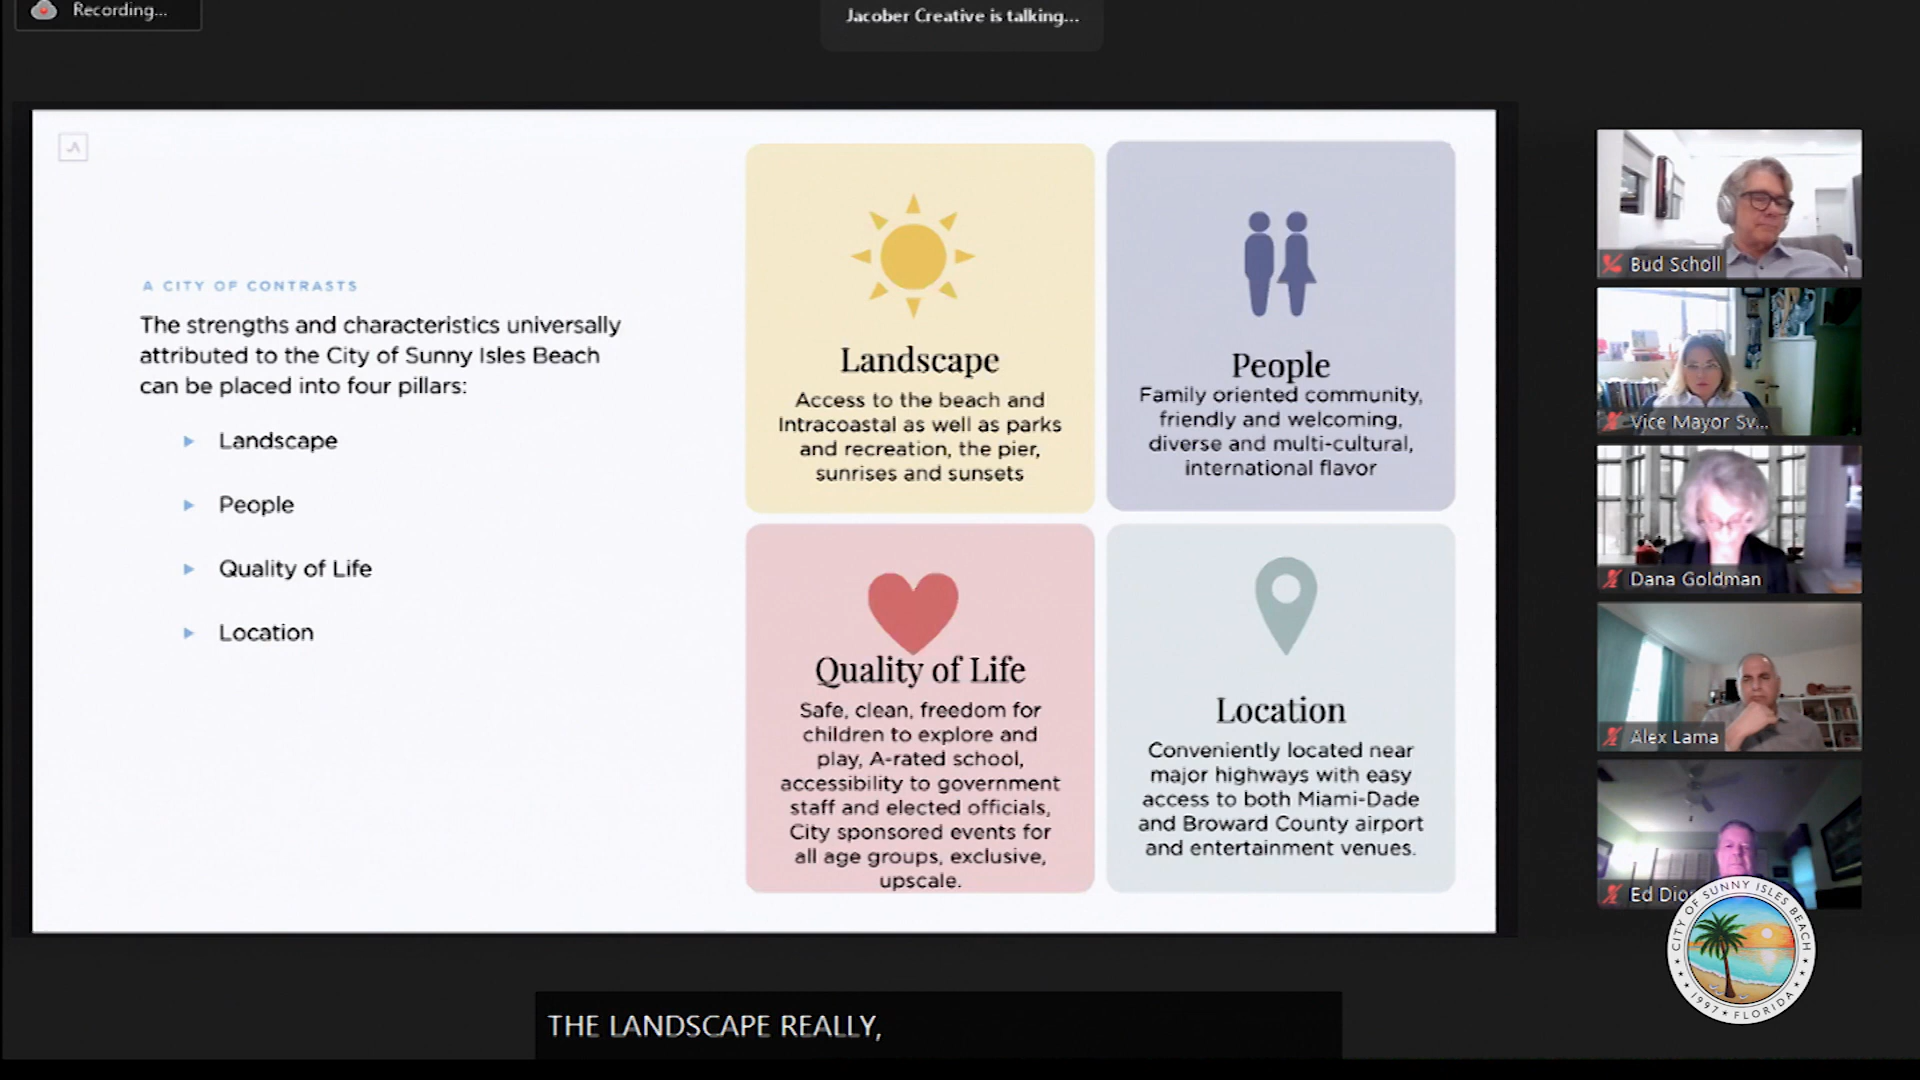 Recording...
Jacober Creative is talking...
A CITY OF CONTRASTS
The strengths and characteristics universally
attributed to the City of Sunny Isles Beach
can be placed into four pillars:
Landscape
People
Quality of Life
Location
Landscape
Access to the beach and
Intracoastal as well as parks
and recreation, the pier,
sunrises and sunsets
People
Family oriented community,
friendly and welcoming,
diverse and multi-cultural,
international flavor
Quality of Life
Safe, clean, freedom for
children to explore and
play, A-rated school,
accessibility to government
staff and elected officials,
City sponsored events for
all age groups, exclusive,
upscale.
Location
Conveniently located near
major highways with easy
access to both Miami-Dade
and Broward County airport
and entertainment venues.
Bud Scholl
Vice Mayor Sv...
Dana Goldman
Alex Lama
Ed
CITY OF SUNNY ISLES BEACH
1997 FLORIDA
THE LANDSCAPE REALLY,